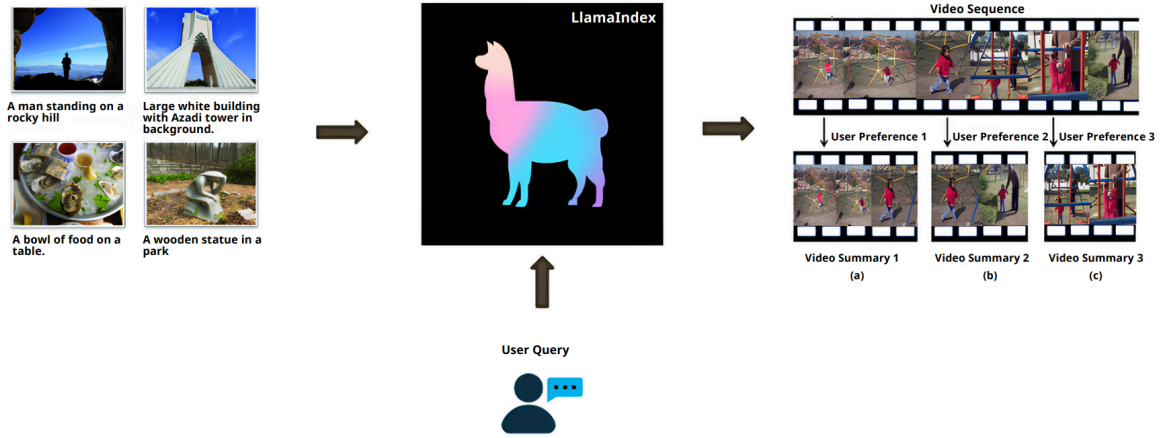 A man standing on a
rocky hill
Large white building
with Azadi tower in
background.
A bowl of food on a
table.
A wooden statue in a
park
LlamaIndex
User Query
Video Sequence
User Preference 1
User Preference 2
User Preference 3
Video Summary 1
(a)
Video Summary 2
(b)
Video Summary 3
(c)